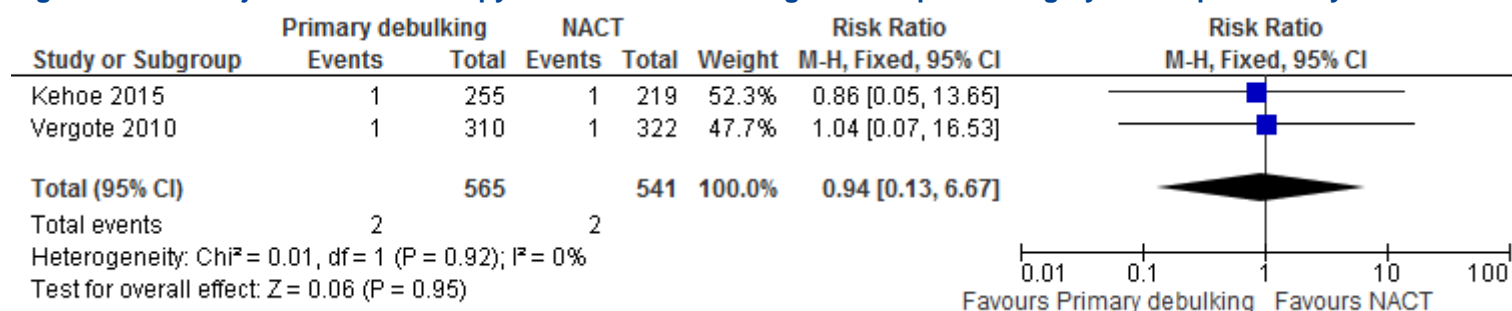 Primary debulking NACT Risk Ratio Risk Ratio
Study or Subgroup Events Total Events Total Weight M-H, Fixed, 95% CI M-H, Fixed, 95% CI
Kehoe 2015 1 255 1 219 52.3% 0.86 [0.05, 13.65]
Vergote 2010 1 310 1 322 47.7% 1.04 [0.07, 16.53]
Total (95% CI) 565 541 100.0% 0.94 [0.13, 6.67]
Total events 2 2
Heterogeneity: Chi² = 0.01, df = 1 (P = 0.92); I² = 0%
Test for overall effect: Z = 0.06 (P = 0.95)
0.01 0.1 1 10 100
Favours Primary debulking Favours NACT